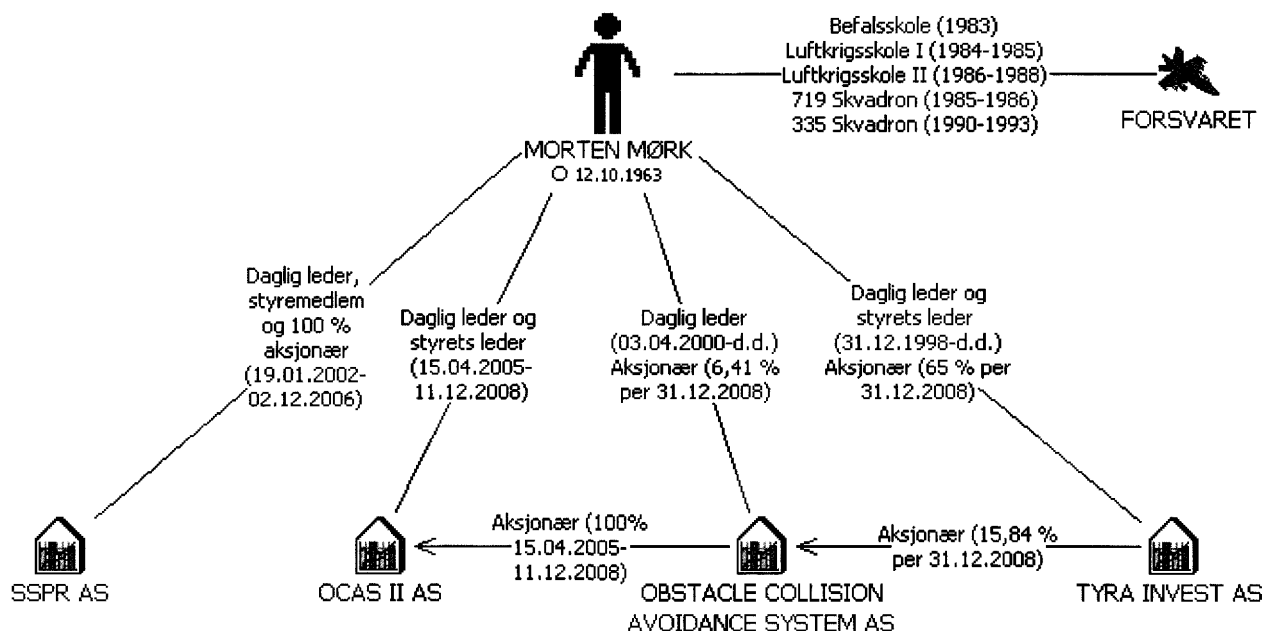 Befalsskole (1983)
Luftkrigsskole I (1984-1985)
Luftkrigsskole II (1986-1988)
719 Skvadron (1985-1986)
335 Skvadron (1990-1993)
FORSVARET
MORTEN MØRK
O 12.10.1963
Daglig leder,
styremedlem
og 100 %
aksjonær
(19.01.2002-
02.12.2006)
Daglig leder og
styrets leder
(15.04.2005-
11.12.2008)
Daglig leder
(03.04.2000-d.d.)
Aksjonær (6,41 %
per 31.12.2008)
Daglig leder og
styrets leder
(31.12.1998-d.d.)
Aksjonær (65 % per
31.12.2008)
Aksjonær (100%
15.04.2005-
11.12.2008)
Aksjonær (15,84 %
per 31.12.2008)
SSPR AS
OCAS II AS
OBSTACLE COLLISION
AVOIDANCE SYSTEM AS
TYRA INVEST AS